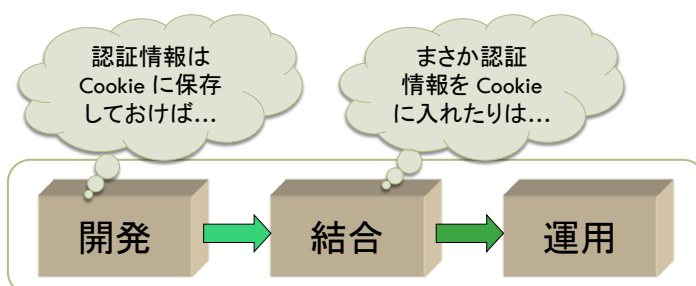 認証情報は
Cookie に保存
しておけば…
まさか認証
情報を Cookie
に入れたりは…
開発
結合
運用